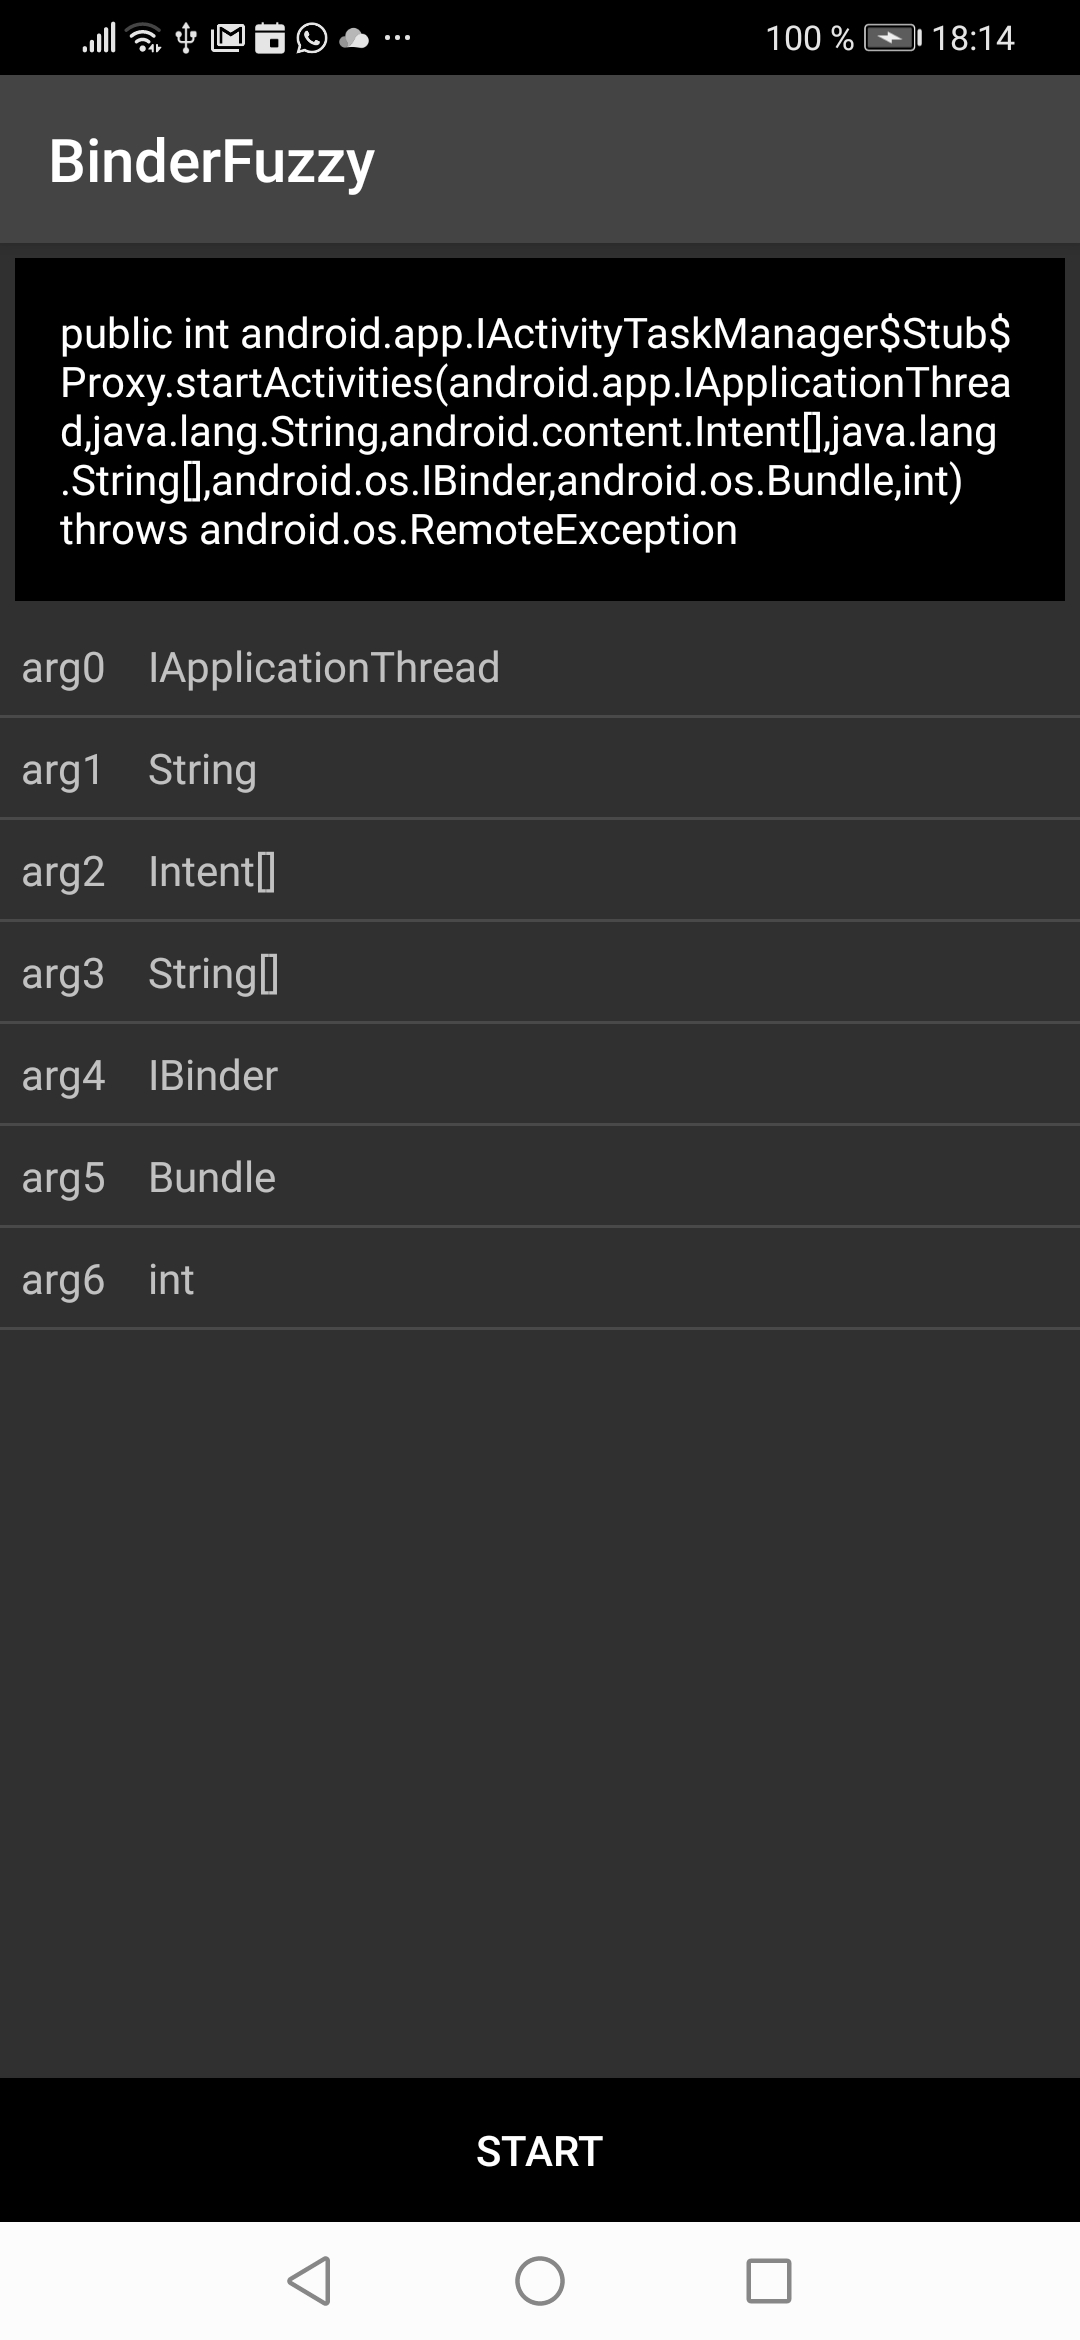 100 % 18:14
BinderFuzzy
public int android.app.IActivityTaskManager$Stub$
Proxy.startActivities(android.app.IApplicationThrea
d,java.lang.String,android.content.Intent[],java.lang
.String[],android.os.IBinder,android.os.Bundle,int)
throws android.os.RemoteException
arg0 IApplicationThread
arg1 String
arg2 Intent[]
arg3 String[]
arg4 IBinder
arg5 Bundle
arg6 int
START